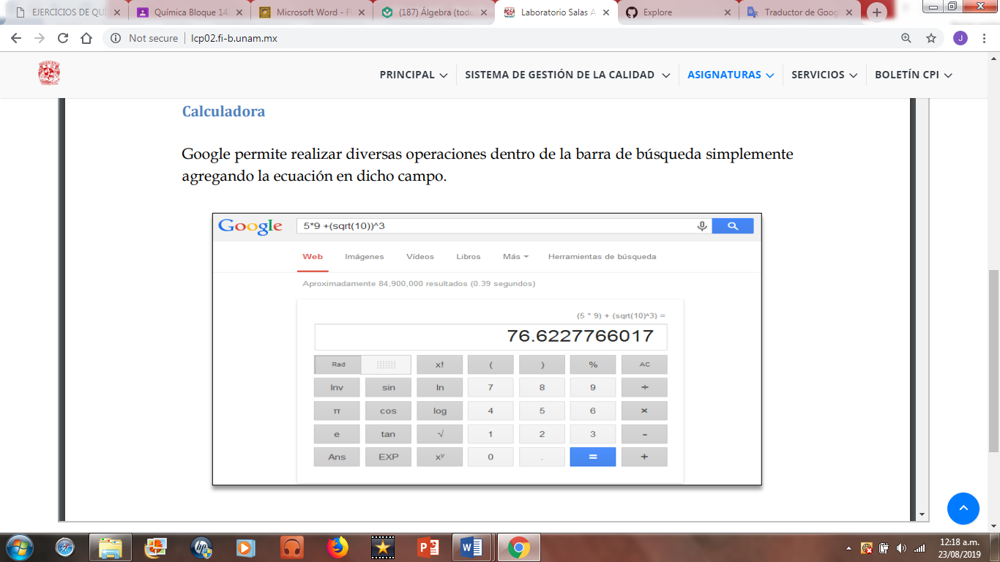 EJERCICIOS DE QU
Química Bloque 14
Microsoft Word - F
(187) Álgebra (todo
Laboratorio Salas A
Explore
Traductor de Goog
Not secure | lcp02.fi-b.unam.mx
J
PRINCIPAL
SISTEMA DE GESTIÓN DE LA CALIDAD
ASIGNATURAS
SERVICIOS
BOLETÍN CPI
Calculadora
Google permite realizar diversas operaciones dentro de la barra de búsqueda simplemente
agregando la ecuación en dicho campo.
Google
5*9 +(sqrt(10))^3
Web Imágenes Vídeos Libros Más Herramientas de búsqueda
Aproximadamente 84,900,000 resultados (0.39 segundos)
(5 * 9) + (sqrt(10)^3) =
76.6227766017
Rad x! ( ) % AC
Inv sin ln 7 8 9 ÷
π cos log 4 5 6 ×
e tan √ 1 2 3 -
Ans EXP xʸ 0 . = +
12:18 a.m.
23/08/2019